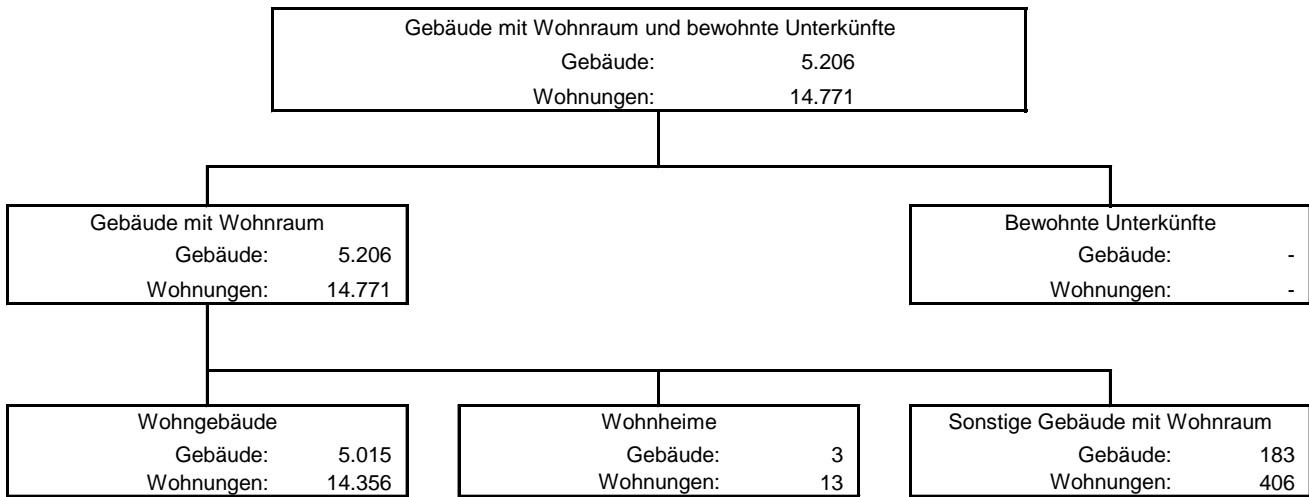 Gebäude mit Wohnraum und bewohnte Unterkünfte
Gebäude: 5.206
Wohnungen: 14.771
Gebäude mit Wohnraum
Gebäude: 5.206
Wohnungen: 14.771
Bewohnte Unterkünfte
Gebäude: -
Wohnungen: -
Wohngebäude
Gebäude: 5.015
Wohnungen: 14.356
Wohnheime
Gebäude: 3
Wohnungen: 13
Sonstige Gebäude mit Wohnraum
Gebäude: 183
Wohnungen: 406